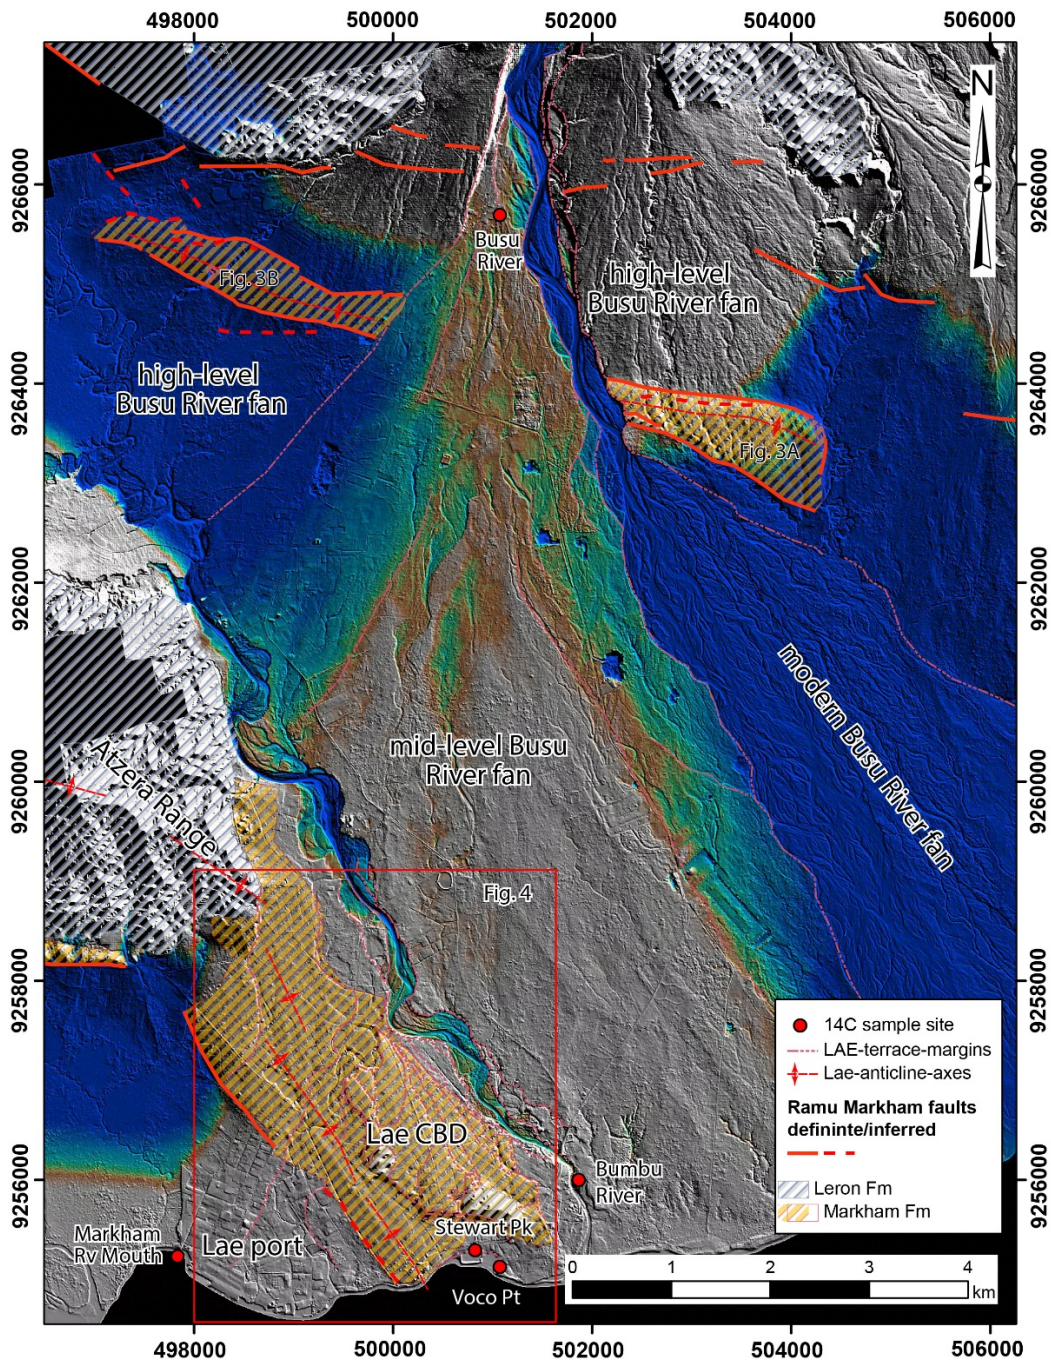 498000 500000 502000 504000 506000
N
9266000
9266000
Busu
River
high-level
Busu River fan
Fig. 3B
high-level
Busu River fan
9264000
9264000
Fig. 3A
9262000
9262000
modern Busu River fan
mid-level Busu
River fan
Atzera Range
9260000
9260000
Fig. 4
9258000
9258000
14C sample site
LAE-terrace-margins
Lae-anticline-axes
Ramu Markham faults
defininte/inferred
Leron Fm
Markham Fm
Lae CBD
9256000
9256000
Bumbu
River
Markham
Rv Mouth
Lae port
Stewart Pk
Voco Pt
0 1 2 3 4
km
498000 500000 502000 504000 506000